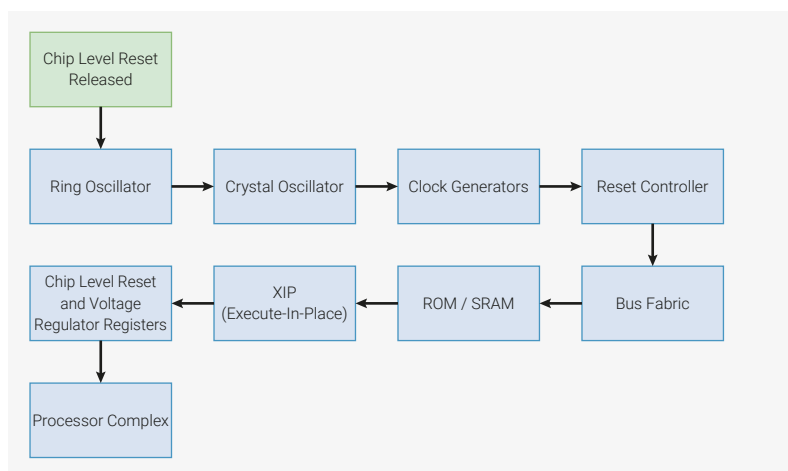 Chip Level Reset
Released
Ring Oscillator
Crystal Oscillator
Clock Generators
Reset Controller
Chip Level Reset
and Voltage
Regulator Registers
XIP
(Execute-In-Place)
ROM / SRAM
Bus Fabric
Processor Complex